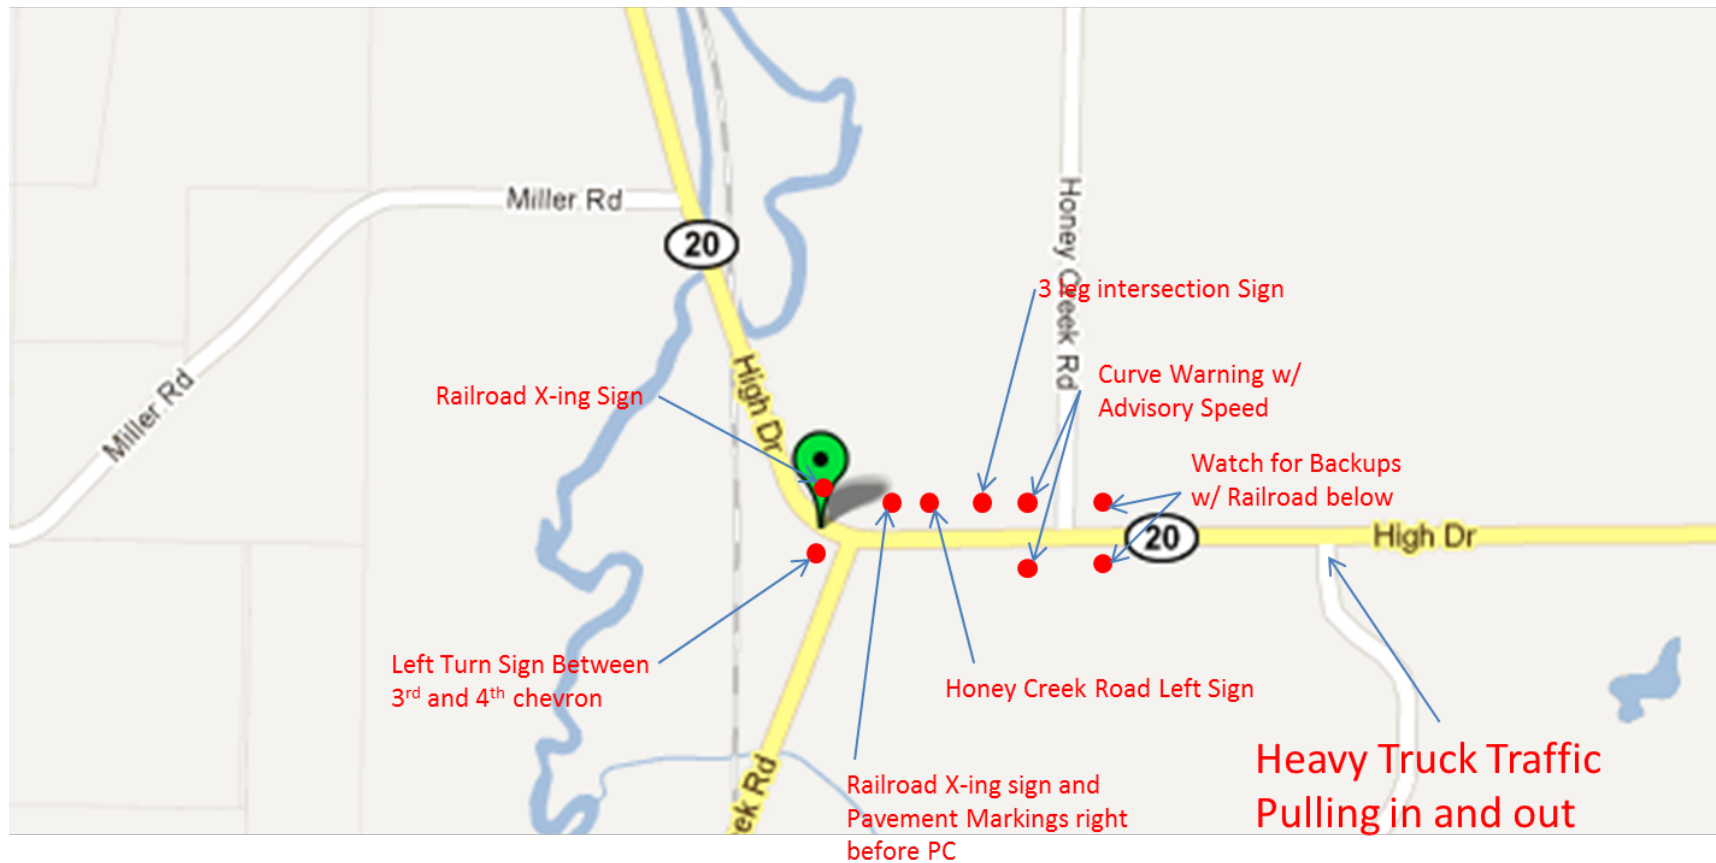 Miller Rd
20
Honey Creek Rd
3 leg intersection Sign
High Dr
Curve Warning w/
Advisory Speed
Railroad X-ing Sign
Miller Rd
Watch for Backups
w/ Railroad below
20
High Dr
Left Turn Sign Between
3rd and 4th chevron
Honey Creek Road Left Sign
Heavy Truck Traffic
Pulling in and out
Railroad X-ing sign and
Pavement Markings right
before PC
eek Rd